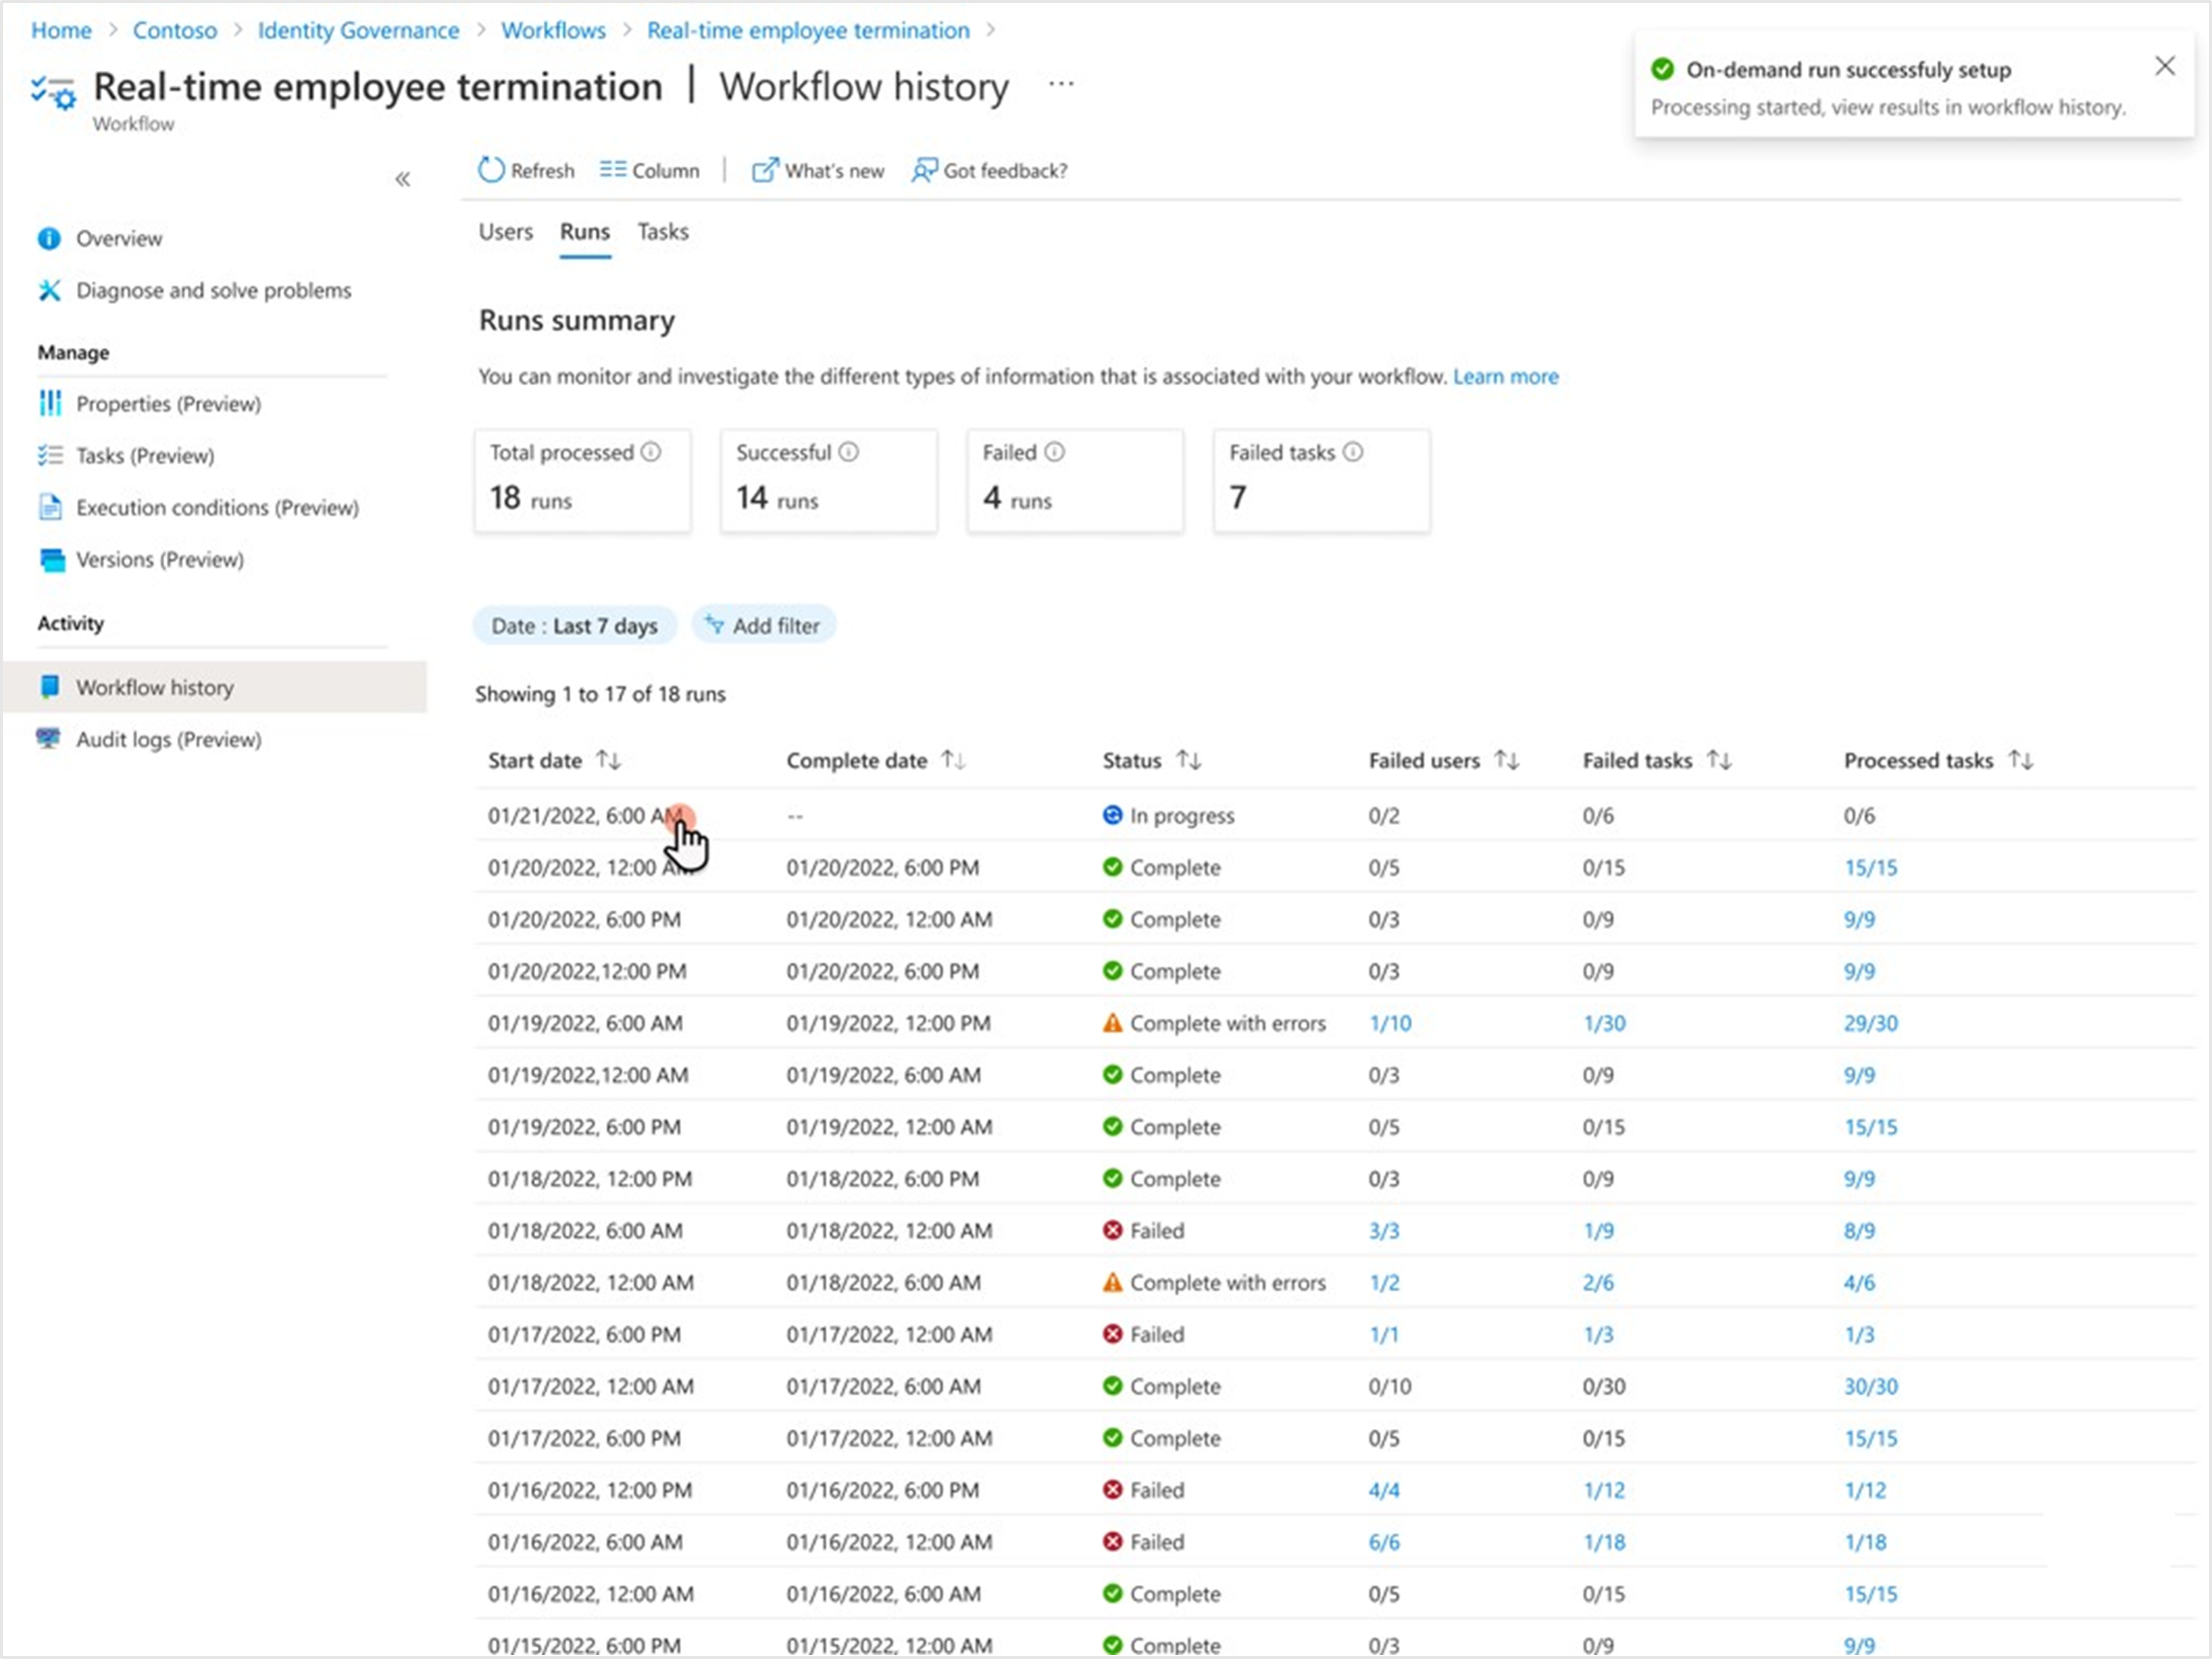 Home > Contoso > Identity Governance > Workflows > Real-time employee termination >
Real-time employee termination | Workflow history ...
Workflow
On-demand run successfuly setup
Processing started, view results in workflow history.
Refresh Column | What's new Got feedback?
«
Overview
Diagnose and solve problems
Manage
Properties (Preview)
Tasks (Preview)
Execution conditions (Preview)
Versions (Preview)
Activity
Workflow history
Audit logs (Preview)
Users Runs Tasks
Runs summary
You can monitor and investigate the different types of information that is associated with your workflow. Learn more
Total processed Successful Failed Failed tasks
18 runs 14 runs 4 runs 7
Date : Last 7 days Add filter
Showing 1 to 17 of 18 runs
Start date Complete date Status Failed users Failed tasks Processed tasks
01/21/2022, 6:00 AM -- In progress 0/2 0/6 0/6
01/20/2022, 12:00 AM 01/20/2022, 6:00 PM Complete 0/5 0/15 15/15
01/20/2022, 6:00 PM 01/20/2022, 12:00 AM Complete 0/3 0/9 9/9
01/20/2022,12:00 PM 01/20/2022, 6:00 PM Complete 0/3 0/9 9/9
01/19/2022, 6:00 AM 01/19/2022, 12:00 PM Complete with errors 1/10 1/30 29/30
01/19/2022,12:00 AM 01/19/2022, 6:00 AM Complete 0/3 0/9 9/9
01/19/2022, 6:00 PM 01/19/2022, 12:00 AM Complete 0/5 0/15 15/15
01/18/2022, 12:00 PM 01/18/2022, 6:00 PM Complete 0/3 0/9 9/9
01/18/2022, 6:00 AM 01/18/2022, 12:00 AM Failed 3/3 1/9 8/9
01/18/2022, 12:00 AM 01/18/2022, 6:00 AM Complete with errors 1/2 2/6 4/6
01/17/2022, 6:00 PM 01/17/2022, 12:00 AM Failed 1/1 1/3 1/3
01/17/2022, 12:00 AM 01/17/2022, 6:00 AM Complete 0/10 0/30 30/30
01/17/2022, 6:00 PM 01/17/2022, 12:00 AM Complete 0/5 0/15 15/15
01/16/2022, 12:00 PM 01/16/2022, 6:00 PM Failed 4/4 1/12 1/12
01/16/2022, 6:00 AM 01/16/2022, 12:00 AM Failed 6/6 1/18 1/18
01/16/2022, 12:00 AM 01/16/2022, 6:00 AM Complete 0/5 0/15 15/15
01/15/2022, 6:00 PM 01/15/2022, 12:00 AM Complete 0/3 0/9 9/9